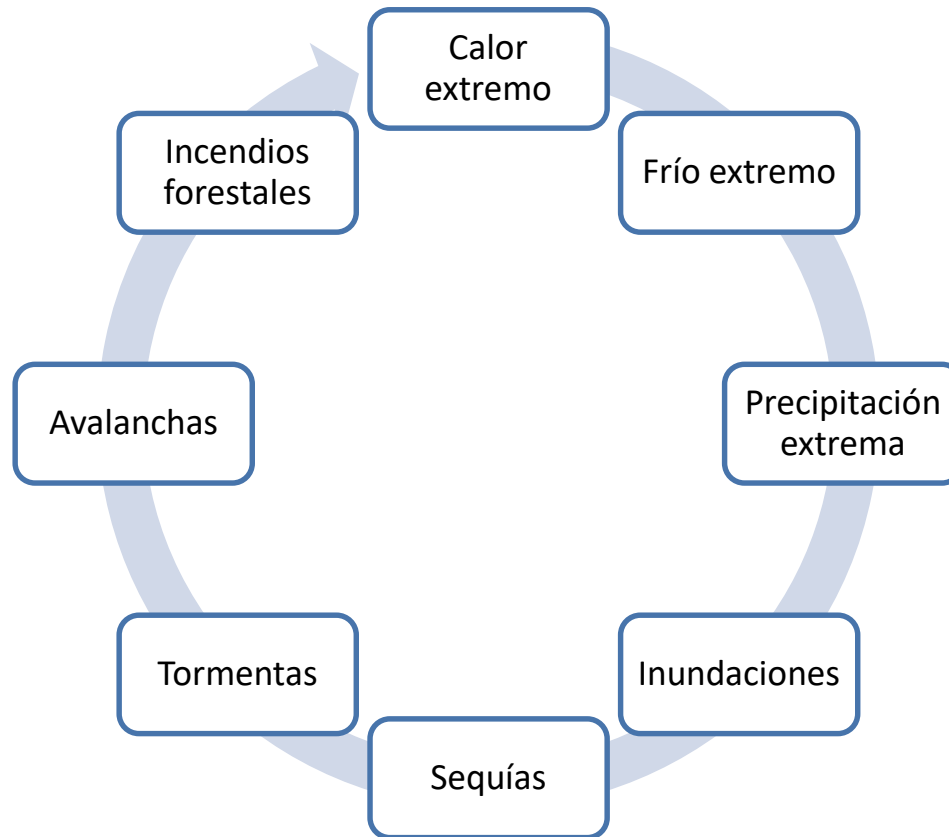 Calor
extremo
Frío extremo
Precipitación
extrema
Inundaciones
Sequías
Tormentas
Avalanchas
Incendios
forestales